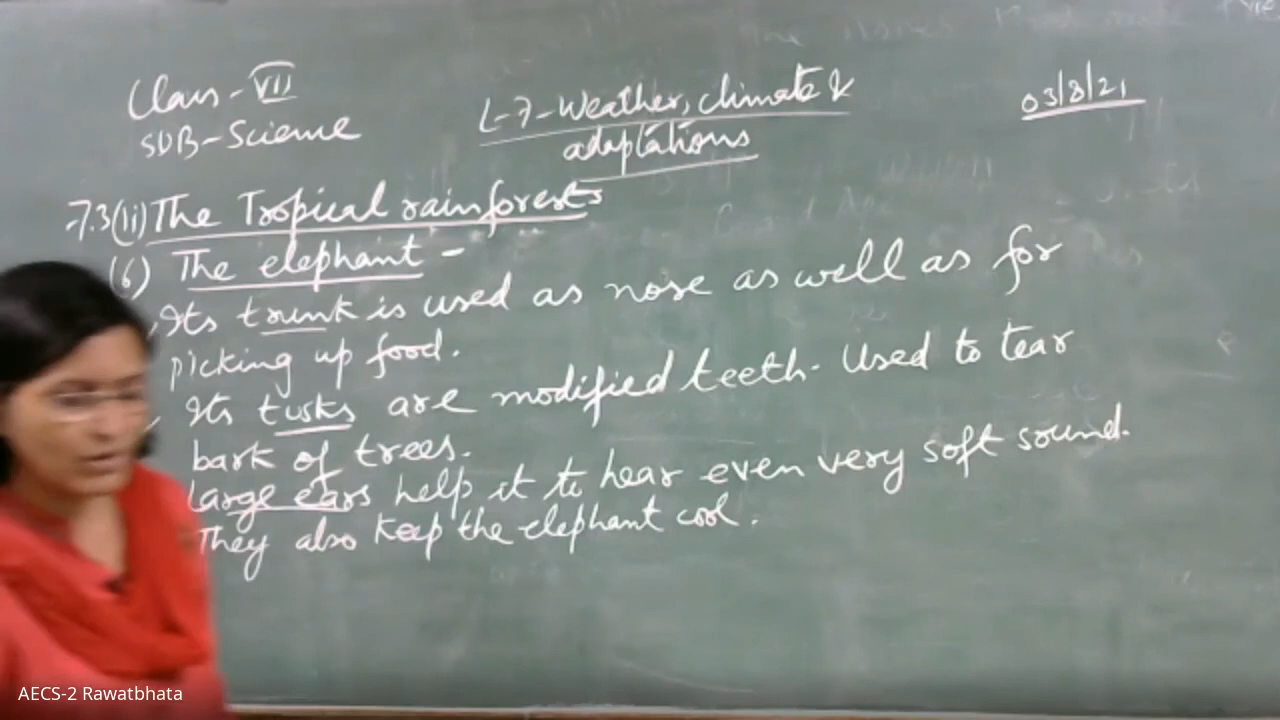 Class - VII
SUB - Science
L-7-Weather, climate &
adaptations
03/8/21
7.3(ii) The Tropical rainforests
(6) The elephant -
Its trunk is used as nose as well as for
picking up food.
Its tusks are modified teeth. Used to tear
bark of trees.
Large ears help it to hear even very soft sound.
They also keep the elephant cool.
AECS-2 Rawatbhata